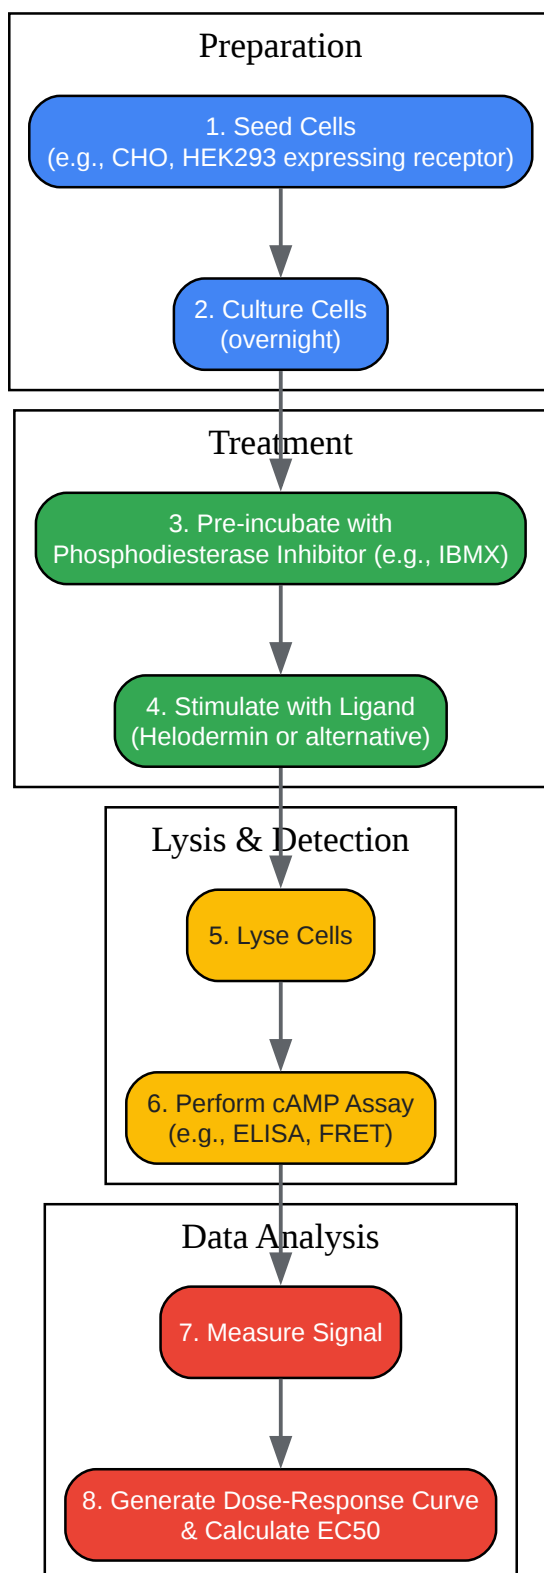 Preparation
1. Seed Cells
(e.g., CHO, HEK293 expressing receptor)
2. Culture Cells
(overnight)
Treatment
3. Pre-incubate with
Phosphodiesterase Inhibitor (e.g., IBMX)
4. Stimulate with Ligand
(Helodermin or alternative)
Lysis & Detection
5. Lyse Cells
6. Perform cAMP Assay
(e.g., ELISA, FRET)
Data Analysis
7. Measure Signal
8. Generate Dose-Response Curve
& Calculate EC50